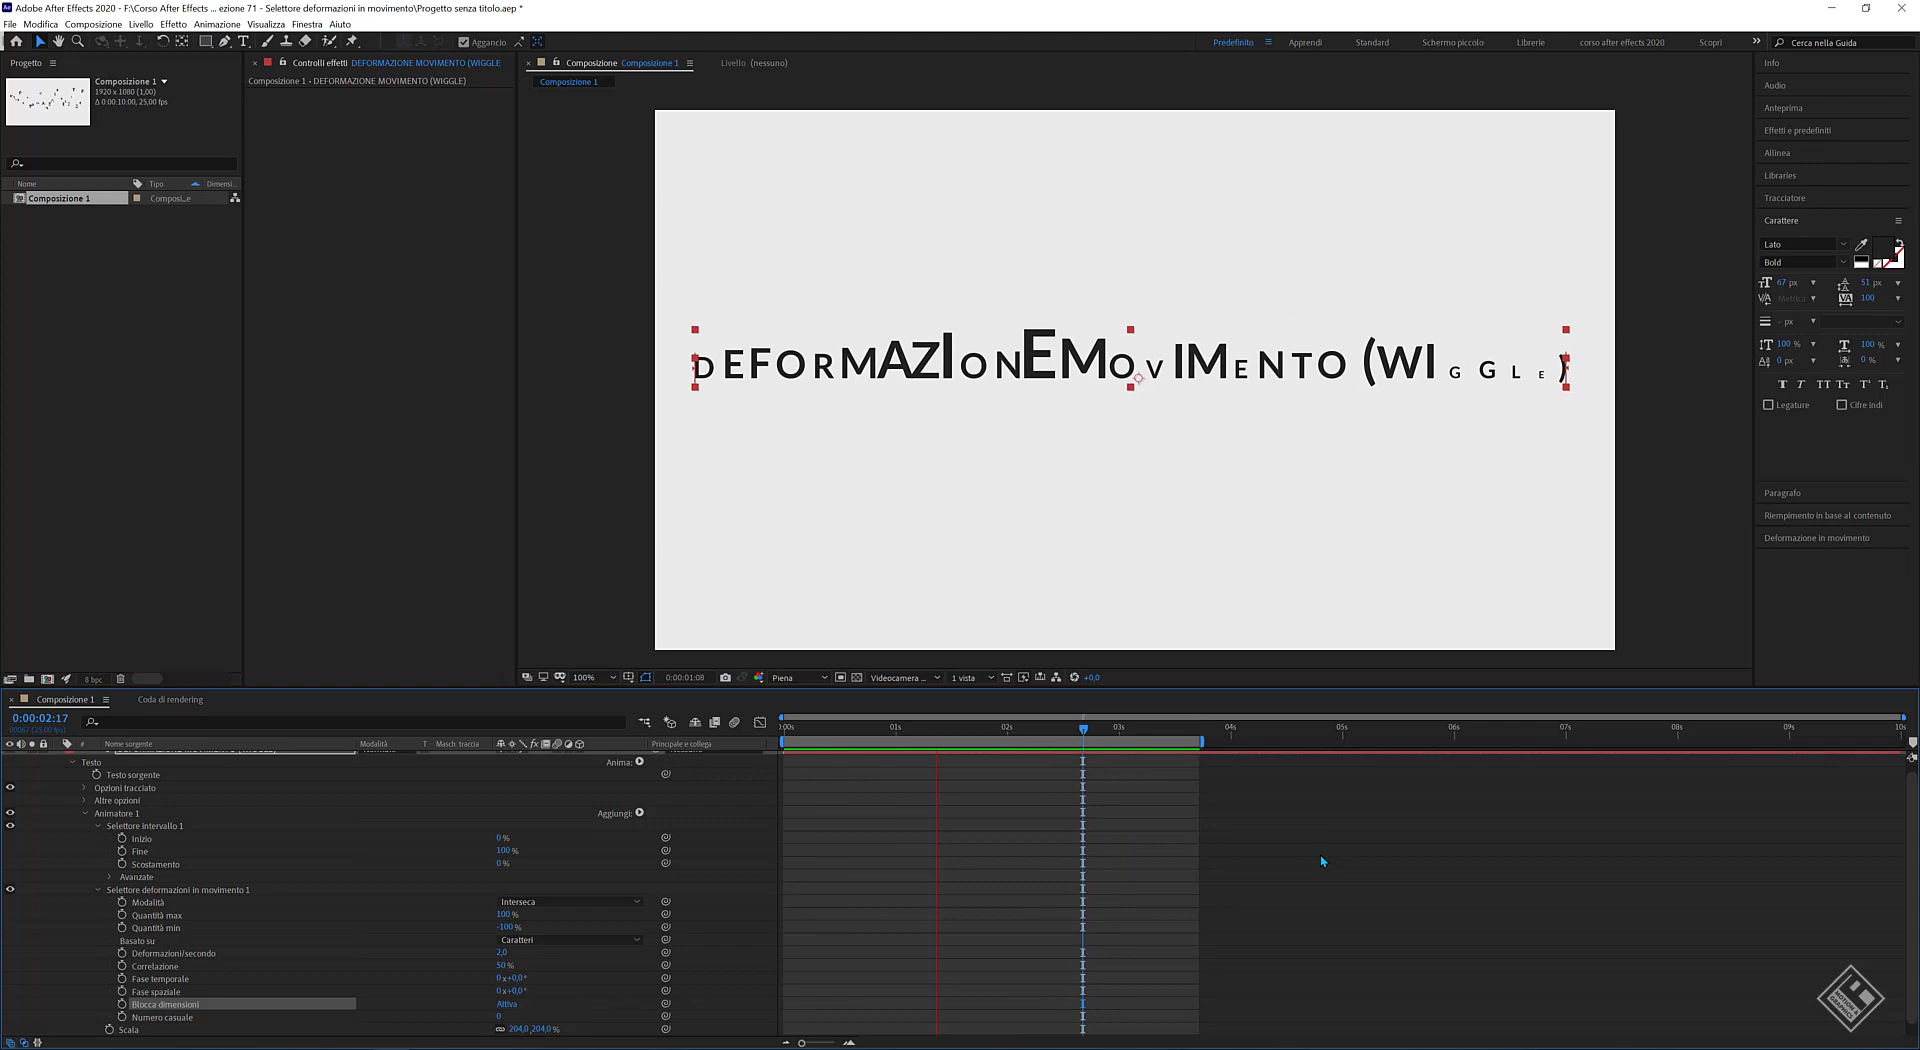 Adobe After Effects 2020 - F:\Corso After Effects ... ezione 71 - Selettore deformazioni in movimento\Progetto senza titolo.aep *
File Modifica Composizione Livello Effetto Animazione Visualizza Finestra Aiuto
Aggancio
Predefinito Apprendi Standard Schermo piccolo Librerie corso after effects 2020 Scopri Cerca nella Guida
Progetto
Composizione 1
1920 x 1080 (1,00)
Δ 0:00:10:00, 25,00 fps
Nome Tipo Dimensi...
Composizione 1 Composi...e
8 bpc
Controlli effetti DEFORMAZIONE MOVIMENTO (WIGGLE
Composizione 1 • DEFORMAZIONE MOVIMENTO (WIGGLE)
Composizione Composizione 1
Livello (nessuno)
Composizione 1
DEFORMAZIONEMOVIMENTO (WIGGLE)
100% 0:00:01:08 Piena Videocamera ... 1 vista +0,0
Info
Audio
Anteprima
Effetti e predefiniti
Allinea
Libraries
Tracciatore
Carattere
Lato
Bold
67 px 51 px
Metrica 100
- px
100 % 100 %
0 px 0 %
T T TT Tт T¹ T₁
Legature Cifre indi
Paragrafo
Riempimento in base al contenuto
Deformazione in movimento
Composizione 1 Coda di rendering
0:00:02:17
00067 (25.00 fps)
# Nome sorgente Modalità T Masch. traccia Principale e collega
:00s 01s 02s 03s 04s 05s 06s 07s 08s 09s 10s
Testo Anima:
Testo sorgente
Opzioni tracciato
Altre opzioni
Animatore 1 Aggiungi:
Selettore intervallo 1
Inizio 0 %
Fine 100 %
Scostamento 0 %
Avanzate
Selettore deformazioni in movimento 1
Modalità Interseca
Quantità max 100 %
Quantità min -100 %
Basato su Caratteri
Deformazioni/secondo 2,0
Correlazione 50 %
Fase temporale 0 x+0,0°
Fase spaziale 0 x+0,0°
Blocca dimensioni Attiva
Numero casuale 0
Scala 204,0, 204,0 %